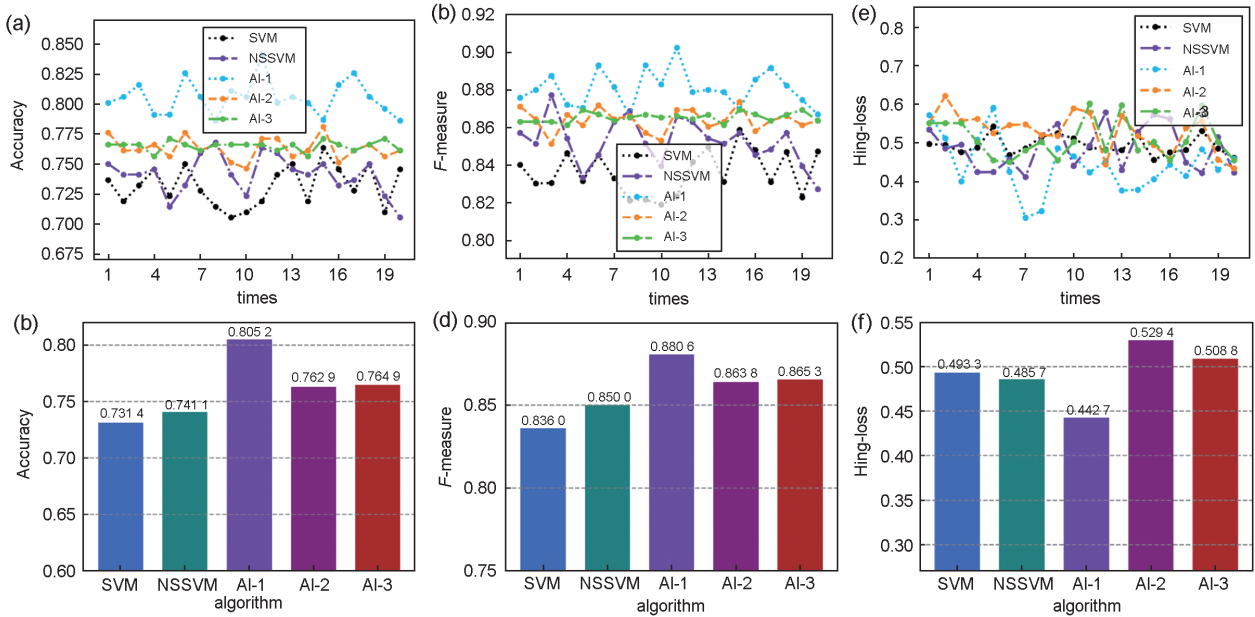 (a)
Accuracy
0.850
0.825
0.800
0.775
0.750
0.725
0.700
0.675
SVM
NSSVM
AI-1
AI-2
AI-3
1 4 7 10 13 16 19
times
(b)
F-measure
0.92
0.90
0.88
0.86
0.84
0.82
0.80
SVM
NSSVM
AI-1
AI-2
AI-3
1 4 7 10 13 16 19
times
(e)
Hing-loss
0.8
0.7
0.6
0.5
0.4
0.3
0.2
SVM
NSSVM
AI-1
AI-2
AI-3
1 4 7 10 13 16 19
times
(b)
Accuracy
0.80
0.75
0.70
0.65
0.60
0.731 4
0.741 1
0.805 2
0.762 9
0.764 9
SVM NSSVM AI-1 AI-2 AI-3
algorithm
(d)
F-measure
0.90
0.85
0.80
0.75
0.836 0
0.850 0
0.880 6
0.863 8
0.865 3
SVM NSSVM AI-1 AI-2 AI-3
algorithm
(f)
Hing-loss
0.55
0.50
0.45
0.40
0.35
0.30
0.493 3
0.485 7
0.442 7
0.529 4
0.508 8
SVM NSSVM AI-1 AI-2 AI-3
algorithm